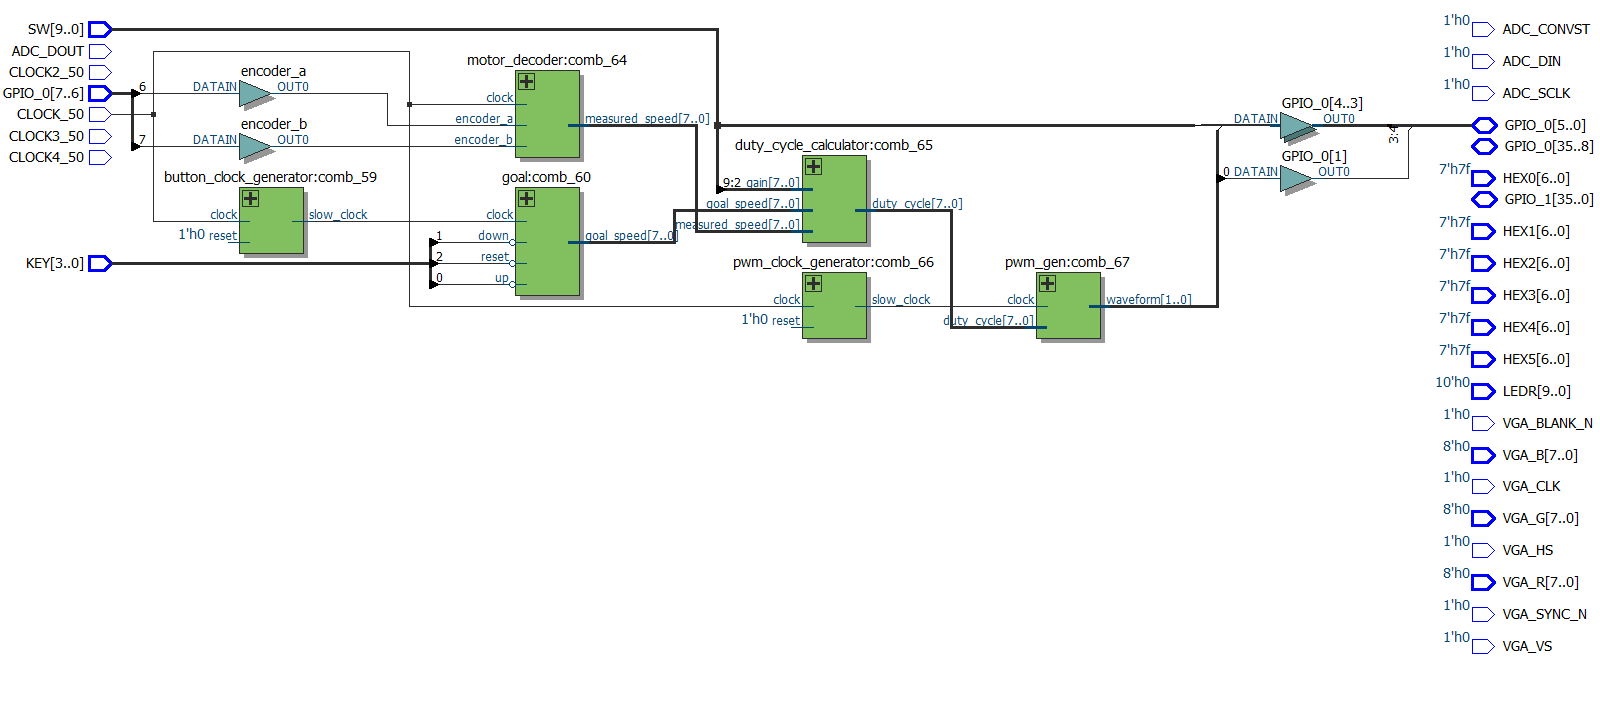 SW[9..0]
ADC_DOUT
CLOCK2_50
GPIO_0[7..6]
CLOCK_50
CLOCK3_50
CLOCK4_50
KEY[3..0]
6
7
encoder_a
DATAIN OUT0
encoder_b
DATAIN OUT0
button_clock_generator:comb_59
clock slow_clock
1'h0 reset
motor_decoder:comb_64
clock
encoder_a measured_speed[7..0]
encoder_b
goal:comb_60
clock
1 down goal_speed[7..0]
2 reset
0 up
duty_cycle_calculator:comb_65
9:2 gain[7..0]
goal_speed[7..0] duty_cycle[7..0]
measured_speed[7..0]
pwm_clock_generator:comb_66
clock slow_clock
1'h0 reset
pwm_gen:comb_67
clock waveform[1..0]
duty_cycle[7..0]
GPIO_0[4..3]
DATAIN OUT0
3:4
GPIO_0[1]
0 DATAIN OUT0
1'h0 ADC_CONVST
1'h0 ADC_DIN
1'h0 ADC_SCLK
GPIO_0[5..0]
GPIO_0[35..8]
7'h7f HEX0[6..0]
GPIO_1[35..0]
7'h7f HEX1[6..0]
7'h7f HEX2[6..0]
7'h7f HEX3[6..0]
7'h7f HEX4[6..0]
7'h7f HEX5[6..0]
10'h0 LEDR[9..0]
1'h0 VGA_BLANK_N
8'h0 VGA_B[7..0]
1'h0 VGA_CLK
8'h0 VGA_G[7..0]
1'h0 VGA_HS
8'h0 VGA_R[7..0]
1'h0 VGA_SYNC_N
1'h0 VGA_VS